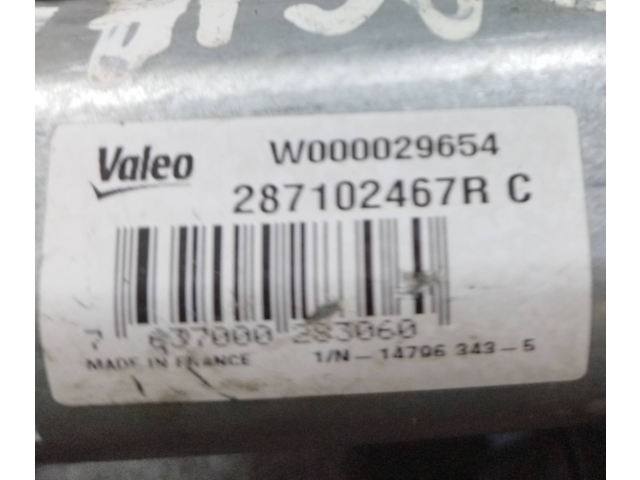 Valeo
W000029654
287102467R C
7 637000 283060
MADE IN FRANCE
1/N - 14796 343 - 5